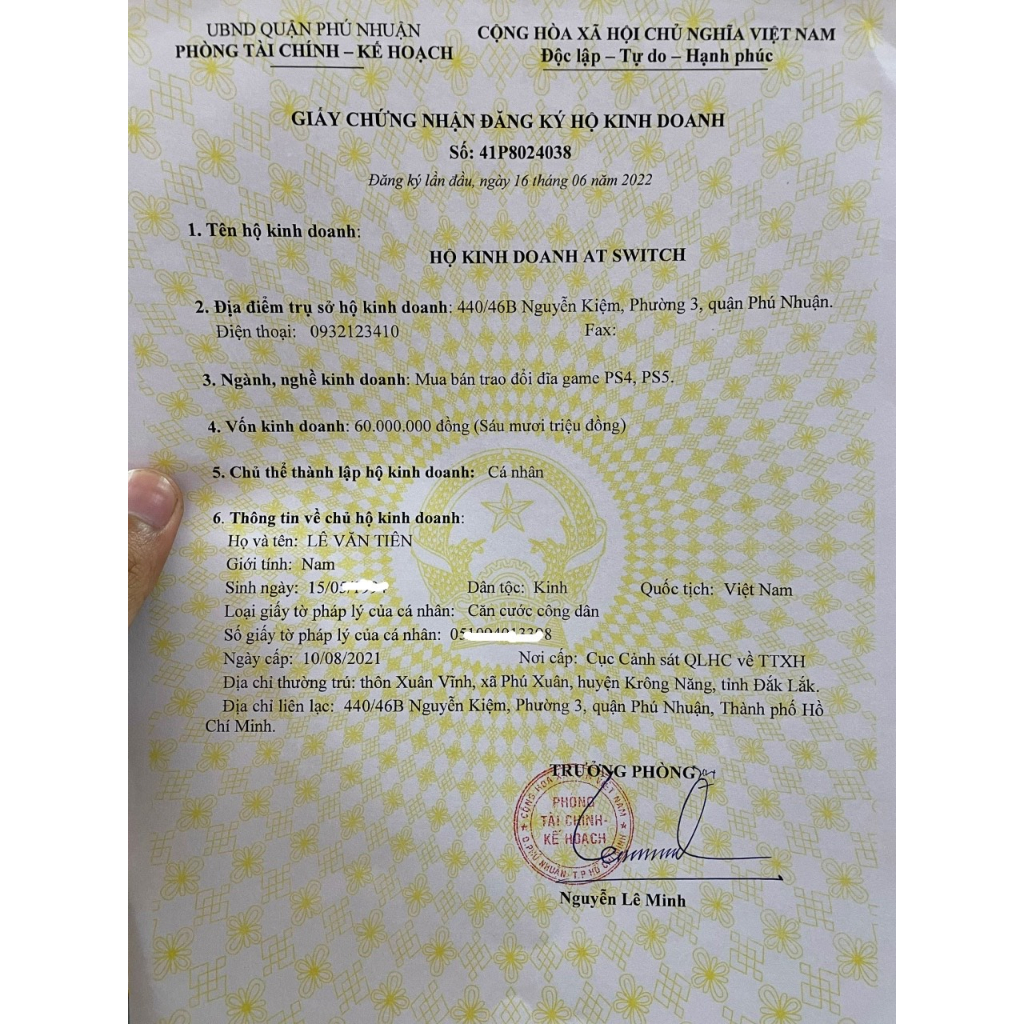 UBND QUẬN PHÚ NHUẬN
PHÒNG TÀI CHÍNH – KẾ HOẠCH
CỘNG HÒA XÃ HỘI CHỦ NGHĨA VIỆT NAM
Độc lập – Tự do – Hạnh phúc
GIẤY CHỨNG NHẬN ĐĂNG KÝ HỘ KINH DOANH
Số: 41P8024038
Đăng ký lần đầu, ngày 16 tháng 06 năm 2022
1. Tên hộ kinh doanh:
HỘ KINH DOANH AT SWITCH
2. Địa điểm trụ sở hộ kinh doanh: 440/46B Nguyễn Kiệm, Phường 3, quận Phú Nhuận.
Điện thoại: 0932123410 Fax:
3. Ngành, nghề kinh doanh: Mua bán trao đổi dĩa game PS4, PS5.
4. Vốn kinh doanh: 60.000.000 đồng (Sáu mươi triệu đồng)
5. Chủ thể thành lập hộ kinh doanh: Cá nhân
6. Thông tin về chủ hộ kinh doanh:
Họ và tên: LÊ VĂN TIÊN
Giới tính: Nam
Sinh ngày: 15/05/ Dân tộc: Kinh Quốc tịch: Việt Nam
Loại giấy tờ pháp lý của cá nhân: Căn cước công dân
Số giấy tờ pháp lý của cá nhân:
Ngày cấp: 10/08/2021 Nơi cấp: Cục Cảnh sát QLHC về TTXH
Địa chỉ thường trú: thôn Xuân Vĩnh, xã Phú Xuân, huyện Krông Năng, tỉnh Đắk Lắk.
Địa chỉ liên lạc: 440/46B Nguyễn Kiệm, Phường 3, quận Phú Nhuận, Thành phố Hồ
Chí Minh.
TRƯỞNG PHÒNG
PHÒNG
TÀI CHÍNH-
KẾ HOẠCH
Q.PHÚ NHUẬN-T.P HỒ CHÍ MINH
Nguyễn Lê Minh